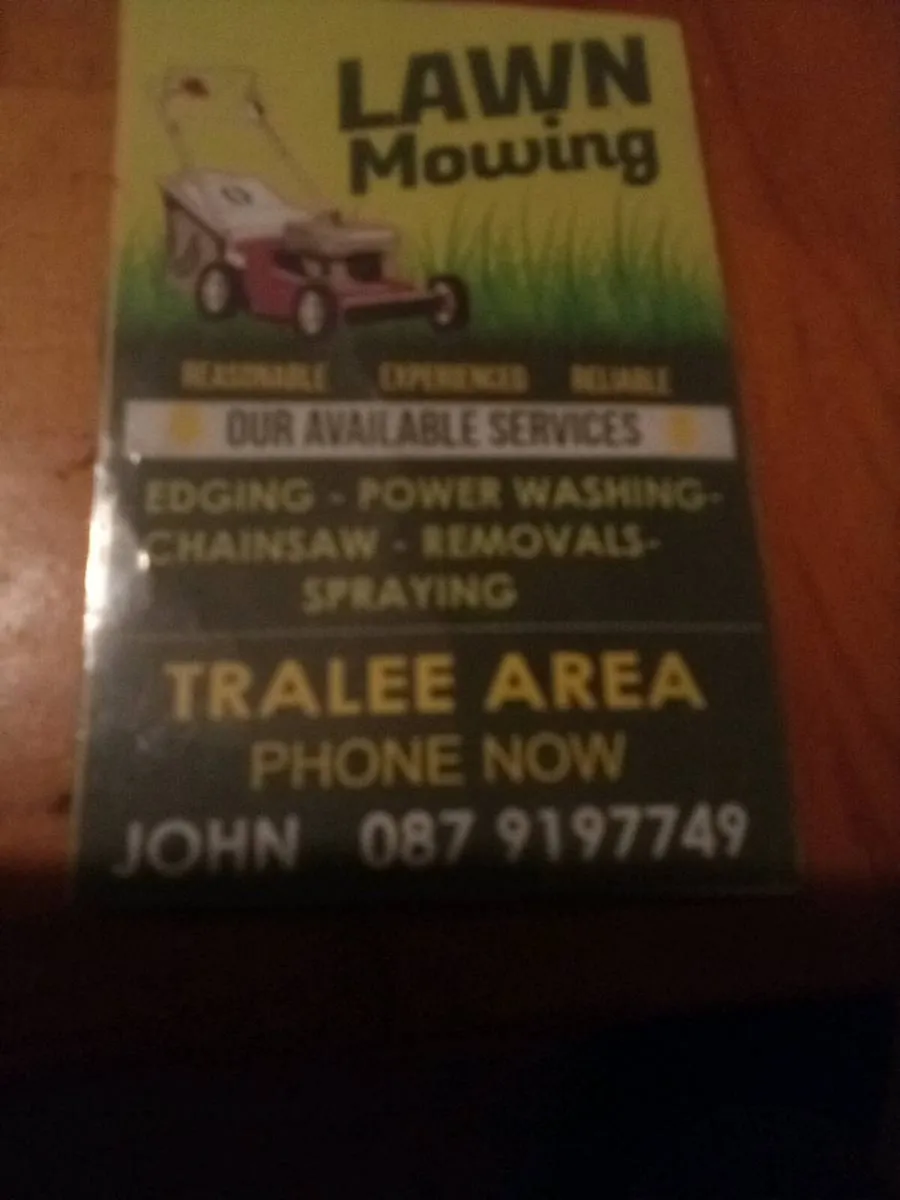 LAWN
Mowing
REASONABLE EXPERIENCED RELIABLE
OUR AVAILABLE SERVICES
EDGING - POWER WASHING-
CHAINSAW - REMOVALS-
SPRAYING
TRALEE AREA
PHONE NOW
JOHN 087 9197749